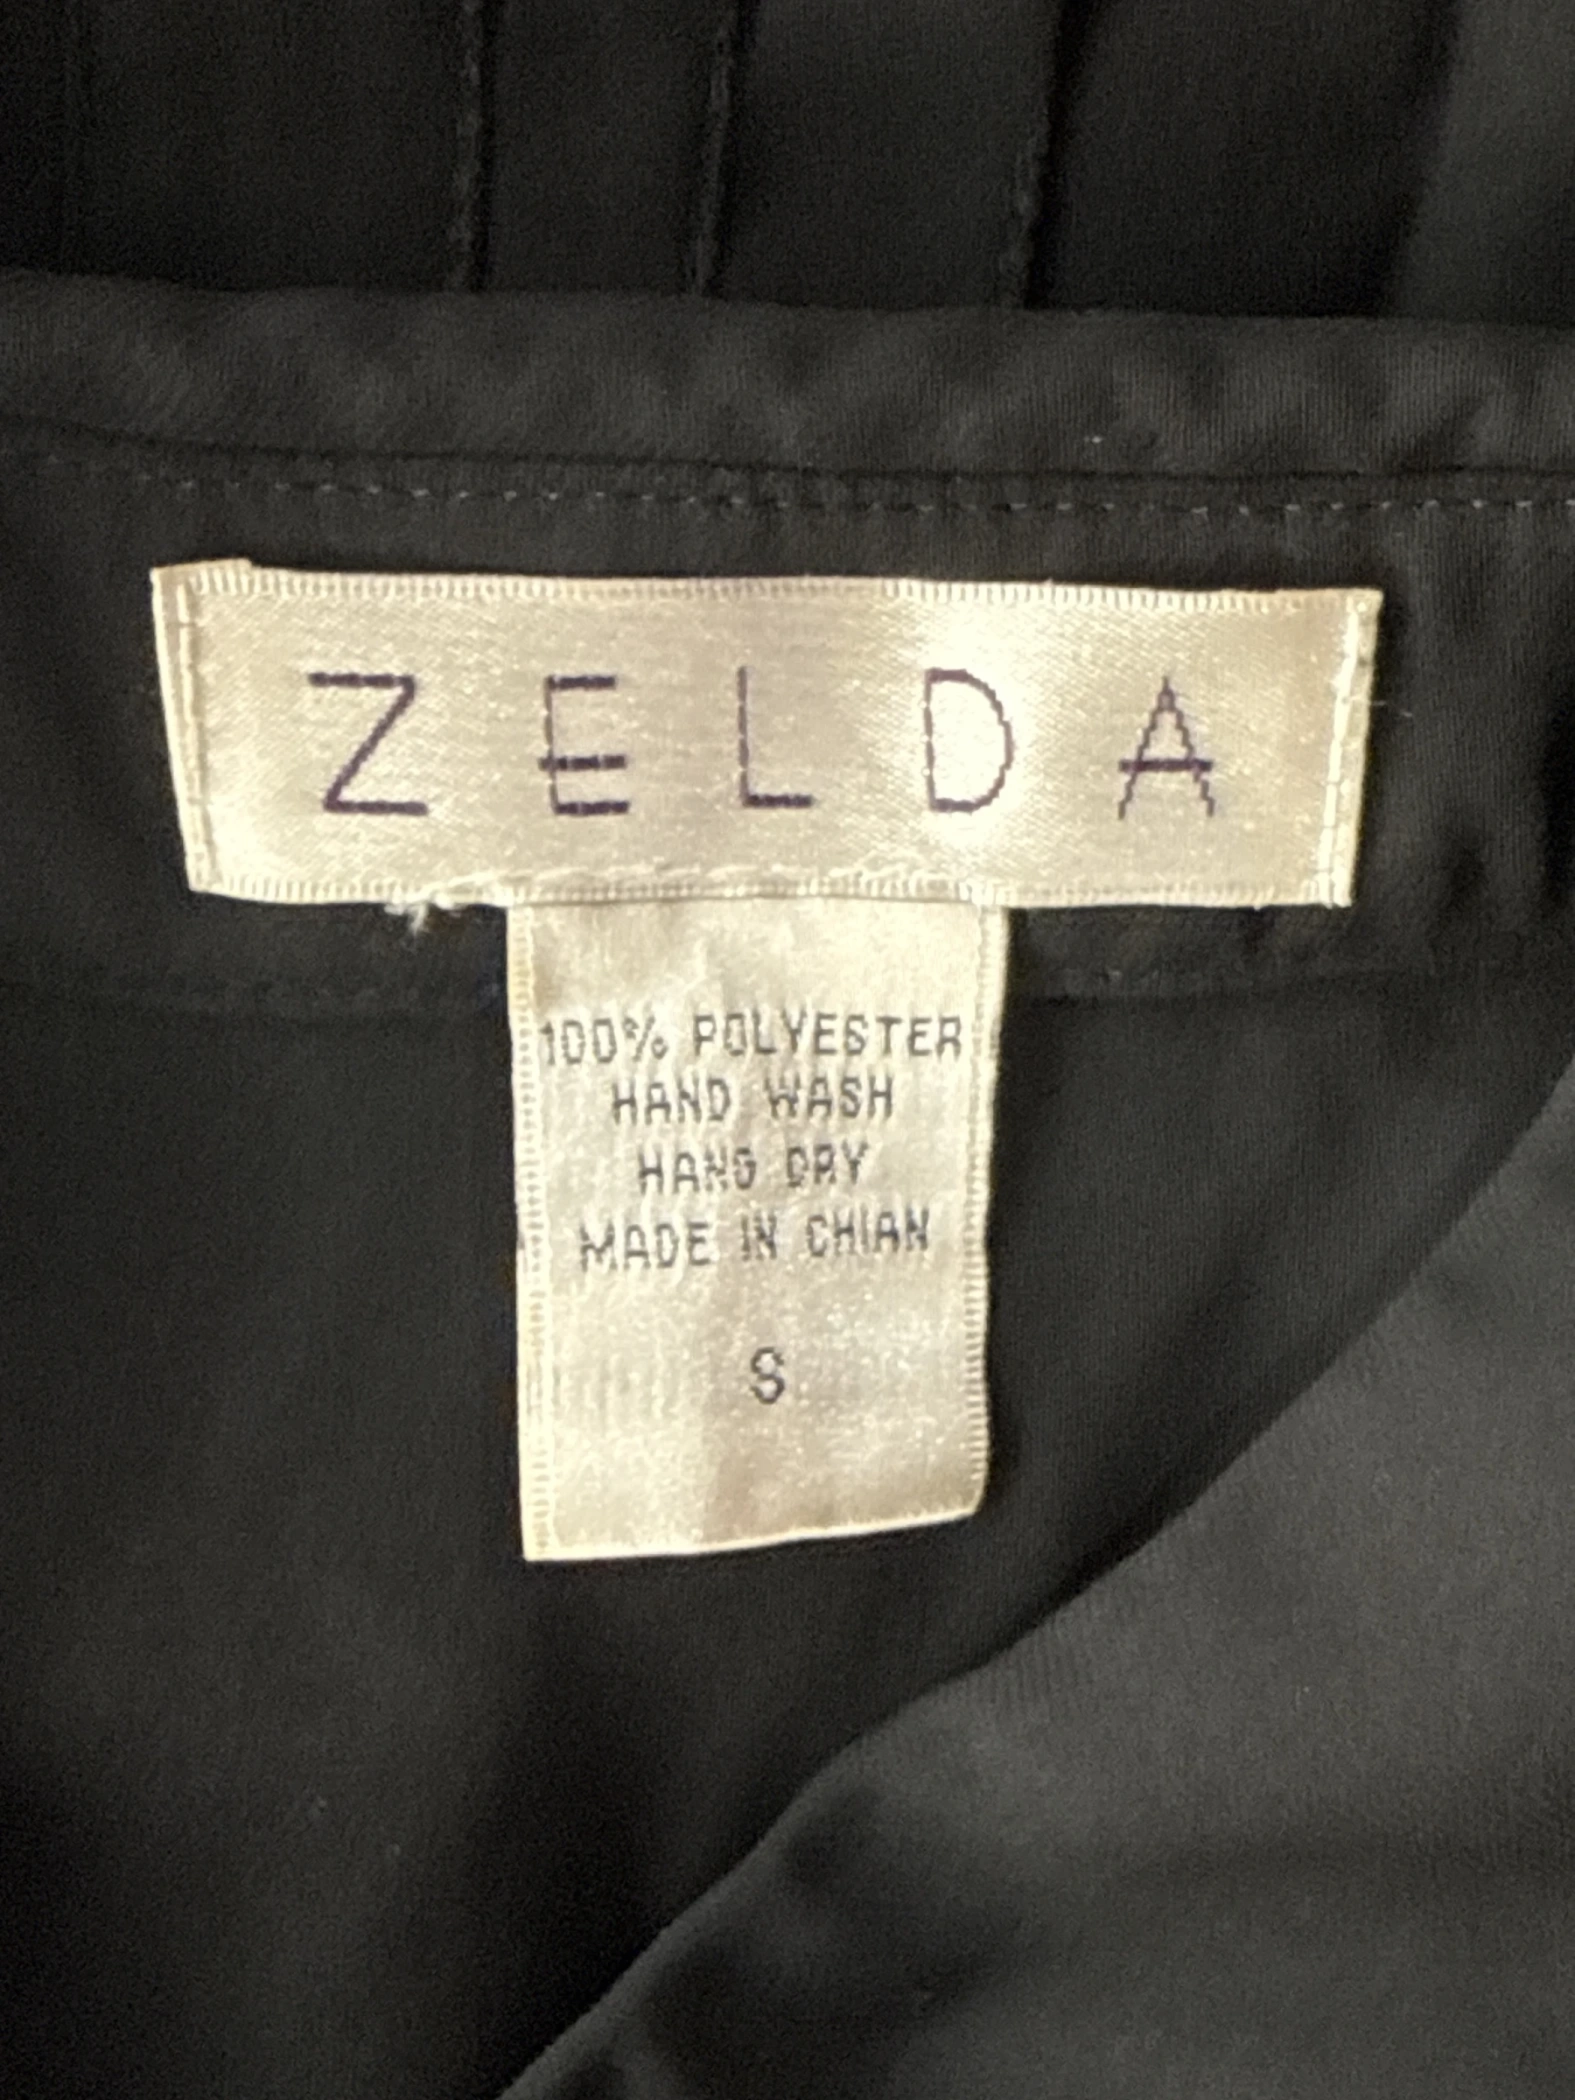 ZELDA
100% POLYESTER
HAND WASH
HANG DRY
MADE IN CHIAN
S